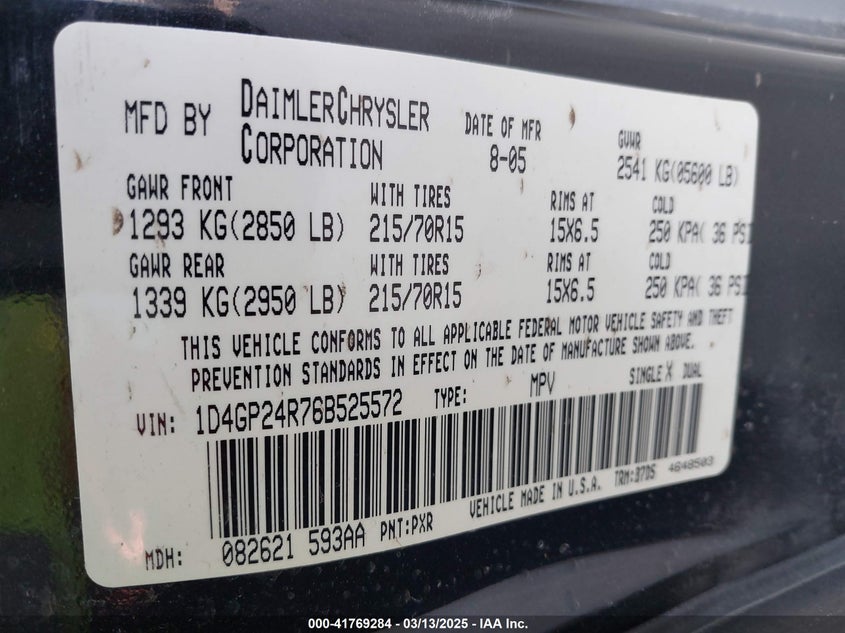 MFD BY DAIMLERCHRYSLER CORPORATION DATE OF MFR 8-05 GVWR 2541 KG(05600 LB)
GAWR FRONT WITH TIRES RIMS AT COLD
1293 KG(2850 LB) 215/70R15 15X6.5 250 KPA( 36 PSI
GAWR REAR WITH TIRES RIMS AT COLD
1339 KG(2950 LB) 215/70R15 15X6.5 250 KPA( 36 PSI
THIS VEHICLE CONFORMS TO ALL APPLICABLE FEDERAL MOTOR VEHICLE SAFETY AND THEFT
PREVENTION STANDARDS IN EFFECT ON THE DATE OF MANUFACTURE SHOWN ABOVE.
VIN: 1D4GP24R76B525572 TYPE: MPV SINGLE X DUAL
MDH: 082621 593AA PNT:PXR VEHICLE MADE IN U.S.A. TRM:37D5 4648503
000-41769284 - 03/13/2025 - IAA Inc.